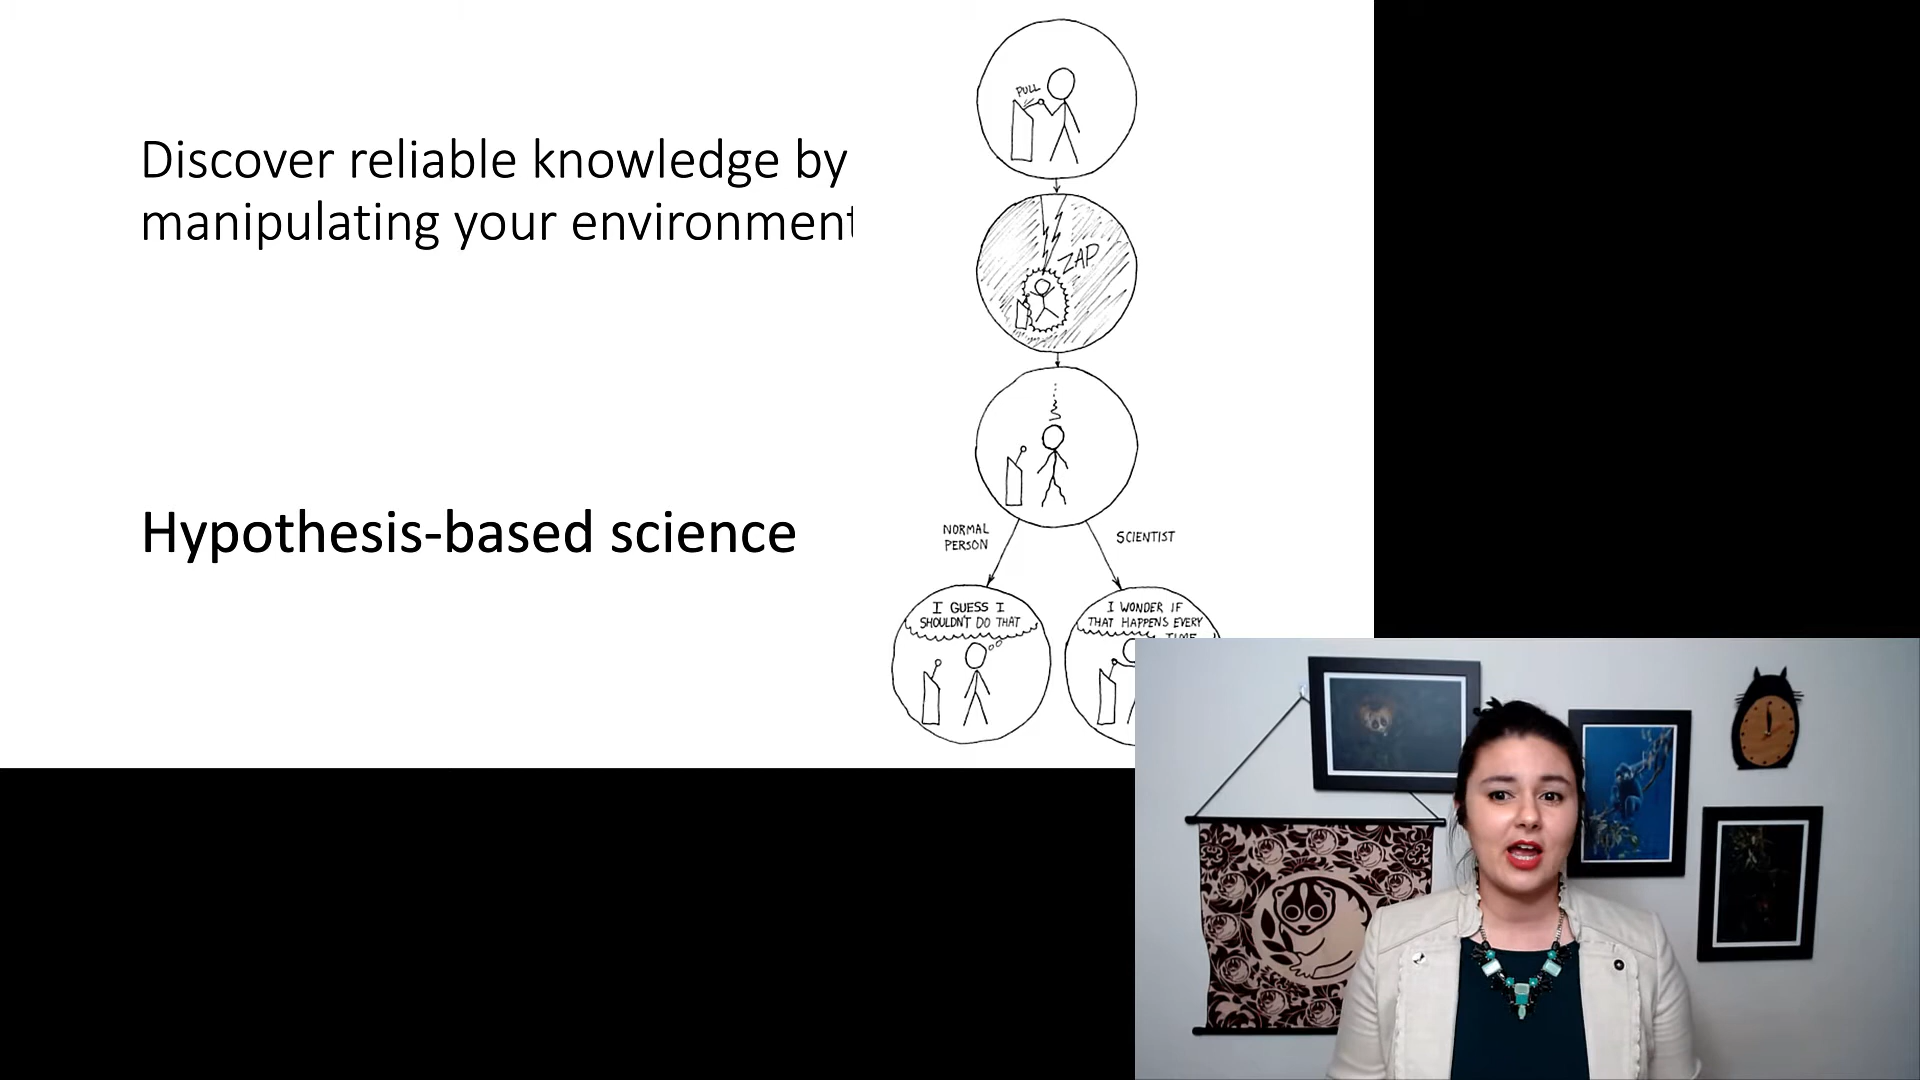 Discover reliable knowledge by
manipulating your environment
Hypothesis-based science
PULL
ZAP
NORMAL
PERSON
SCIENTIST
I GUESS I
SHOULDN'T DO THAT
I WONDER IF
THAT HAPPENS EVERY
TIME